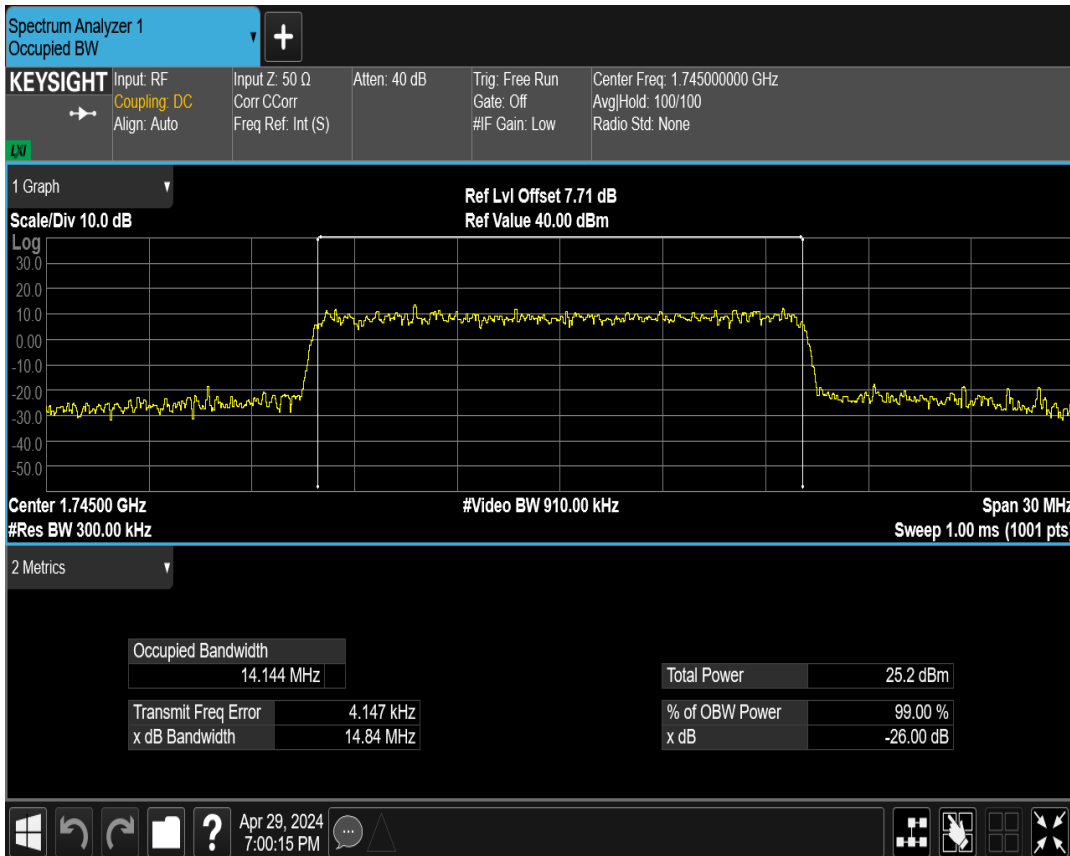 Spectrum Analyzer 1
Occupied BW
+
KEYSIGHT
Input: RF
Coupling: DC
Align: Auto
Input Z: 50 Ω
Corr CCorr
Freq Ref: Int (S)
Atten: 40 dB
Trig: Free Run
Gate: Off
#IF Gain: Low
Center Freq: 1.745000000 GHz
Avg|Hold: 100/100
Radio Std: None
LXI
1 Graph
Ref Lvl Offset 7.71 dB
Scale/Div 10.0 dB
Ref Value 40.00 dBm
Log
30.0
20.0
10.0
0.00
-10.0
-20.0
-30.0
-40.0
-50.0
Center 1.74500 GHz
#Video BW 910.00 kHz
Span 30 MHz
#Res BW 300.00 kHz
Sweep 1.00 ms (1001 pts)
2 Metrics
Occupied Bandwidth
14.144 MHz
Total Power 25.2 dBm
Transmit Freq Error 4.147 kHz
% of OBW Power 99.00 %
x dB Bandwidth 14.84 MHz
x dB -26.00 dB
?
Apr 29, 2024
7:00:15 PM